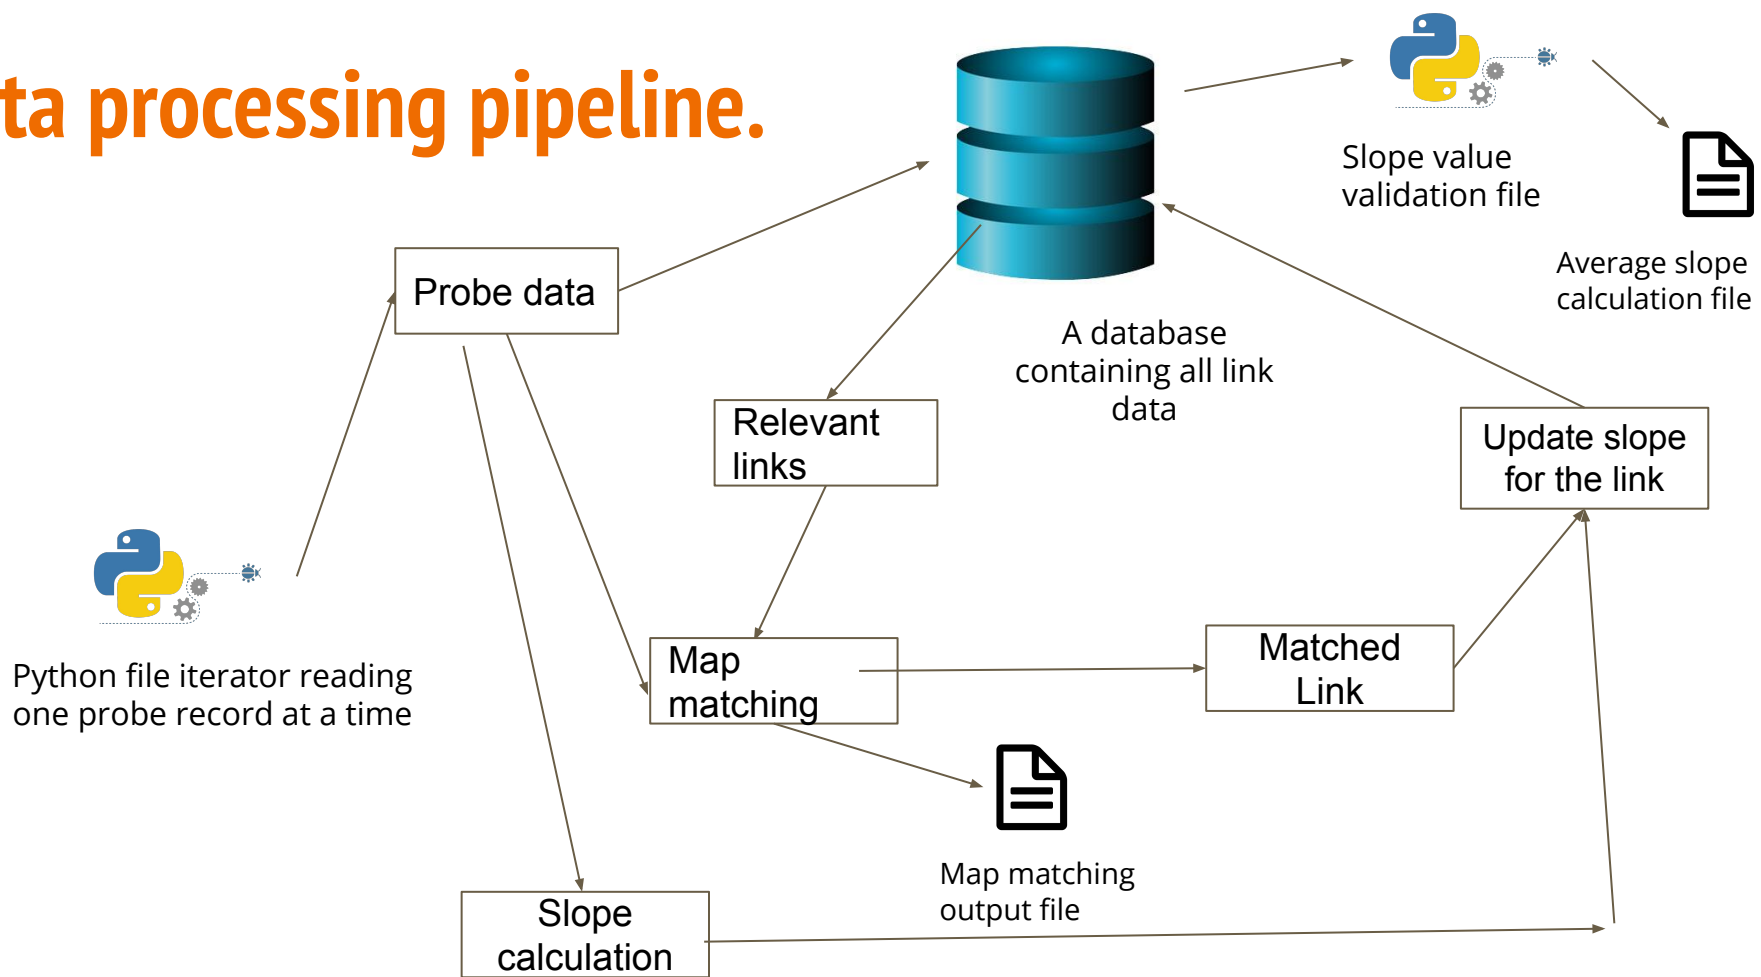 ta processing pipeline.
Slope value
validation file
Average slope
calculation file
Probe data
A database
containing all link
data
Relevant
links
Update slope
for the link
Python file iterator reading
one probe record at a time
Map
matching
Matched
Link
Map matching
output file
Slope
calculation